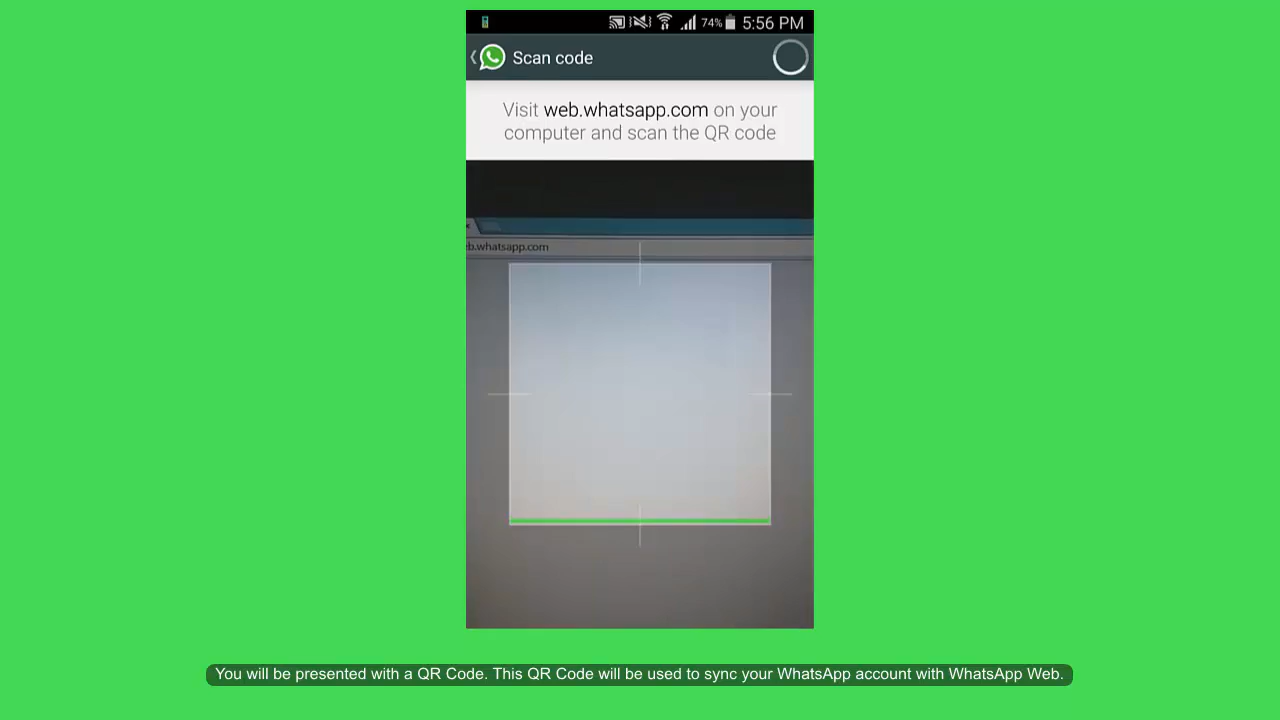 74% 5:56 PM
Scan code
Visit web.whatsapp.com on your
computer and scan the QR code
eb.whatsapp.com
You will be presented with a QR Code. This QR Code will be used to sync your WhatsApp account with WhatsApp Web.